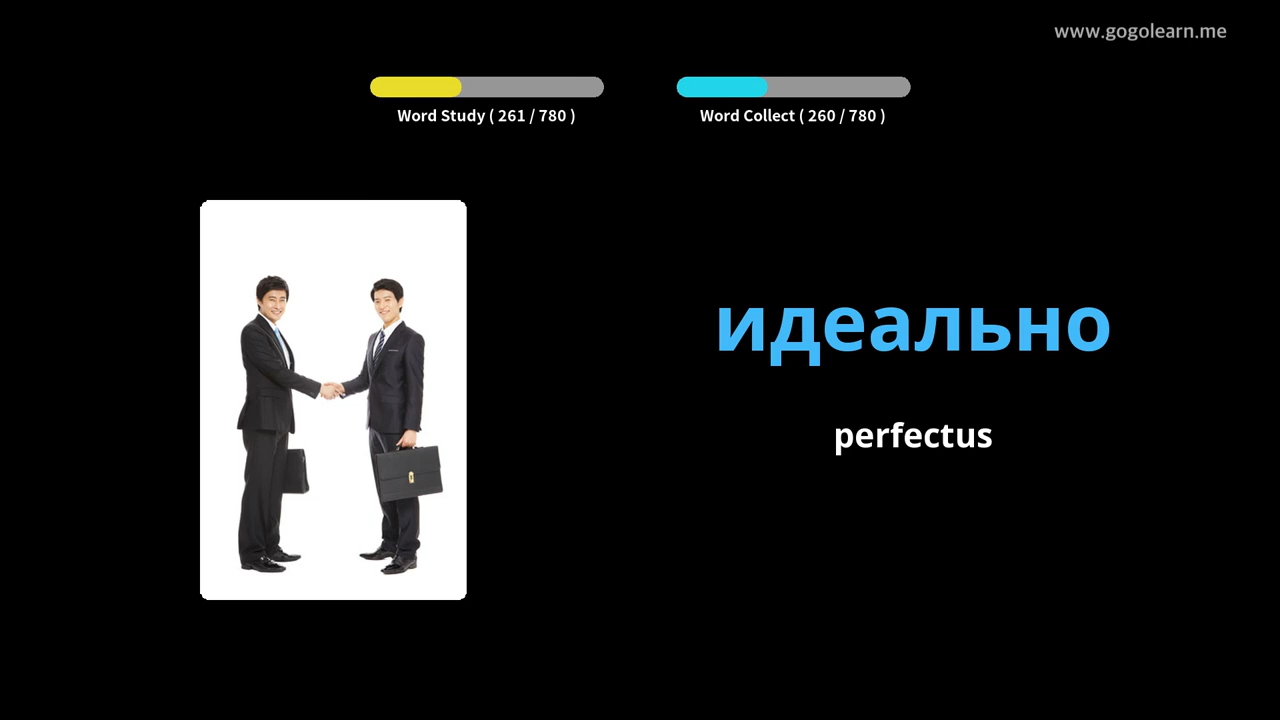 www.gogolearn.me
Word Study ( 261 / 780 )
Word Collect ( 260 / 780 )
идеально
perfectus